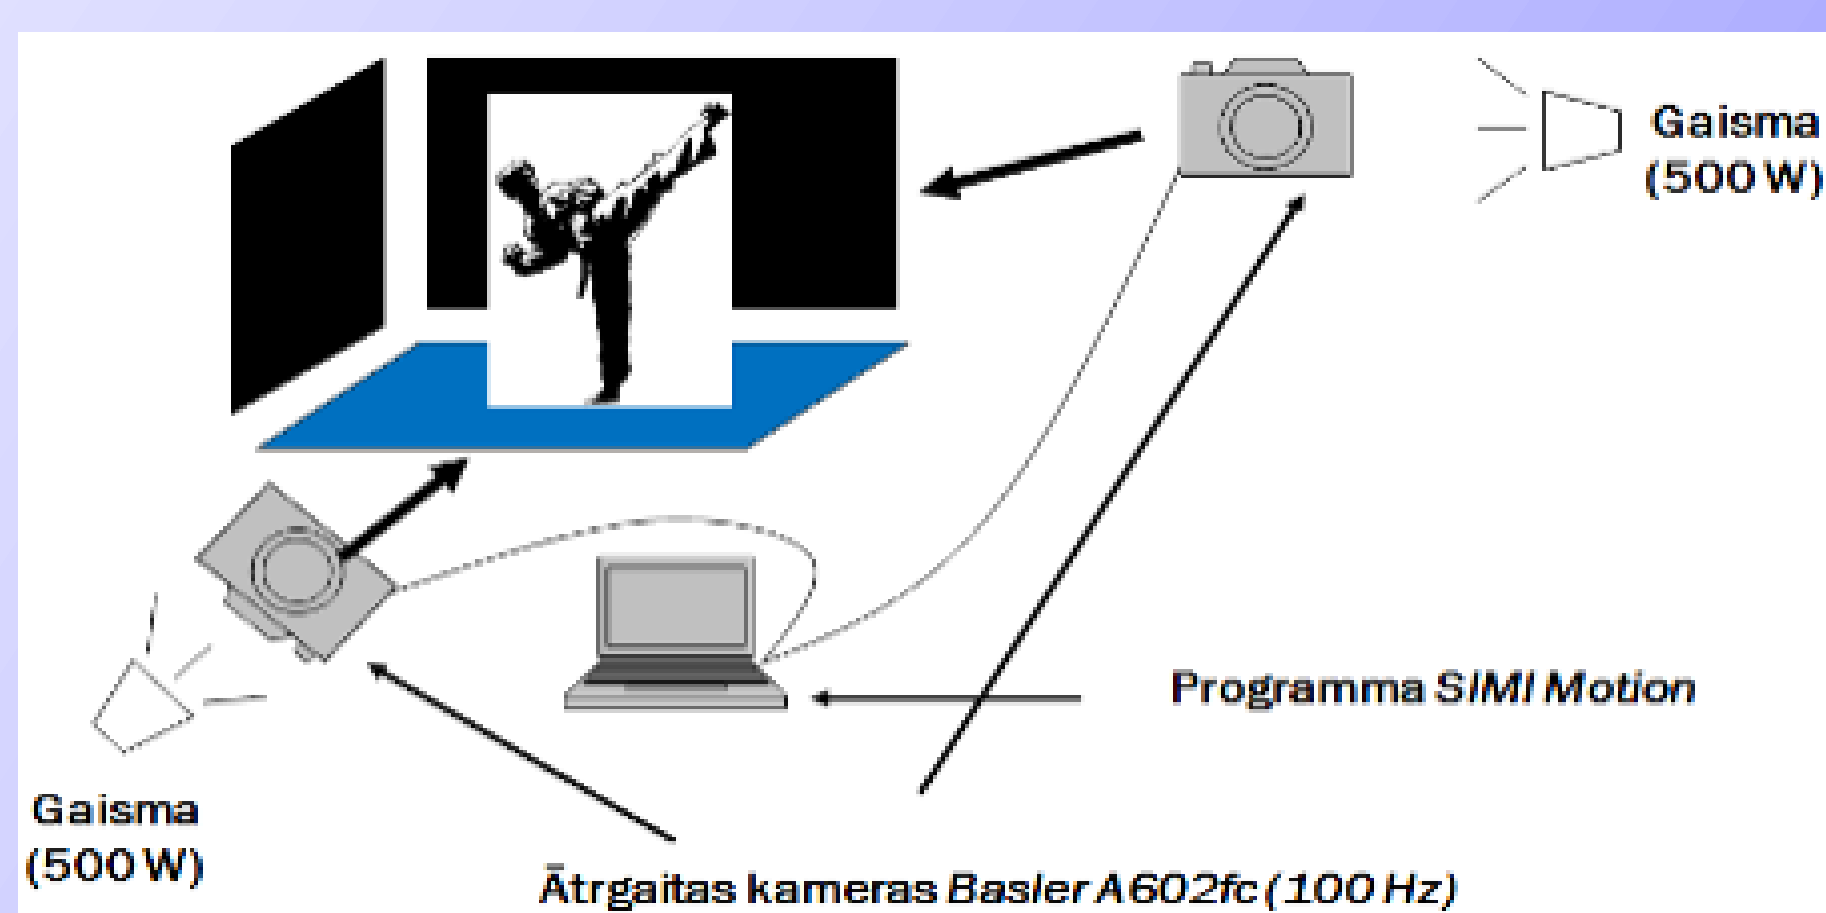 Gaisma
(500 W)
Programma SIMI Motion
Gaisma
(500 W)
Ātrgaitas kameras Basler A602fc (100 Hz)